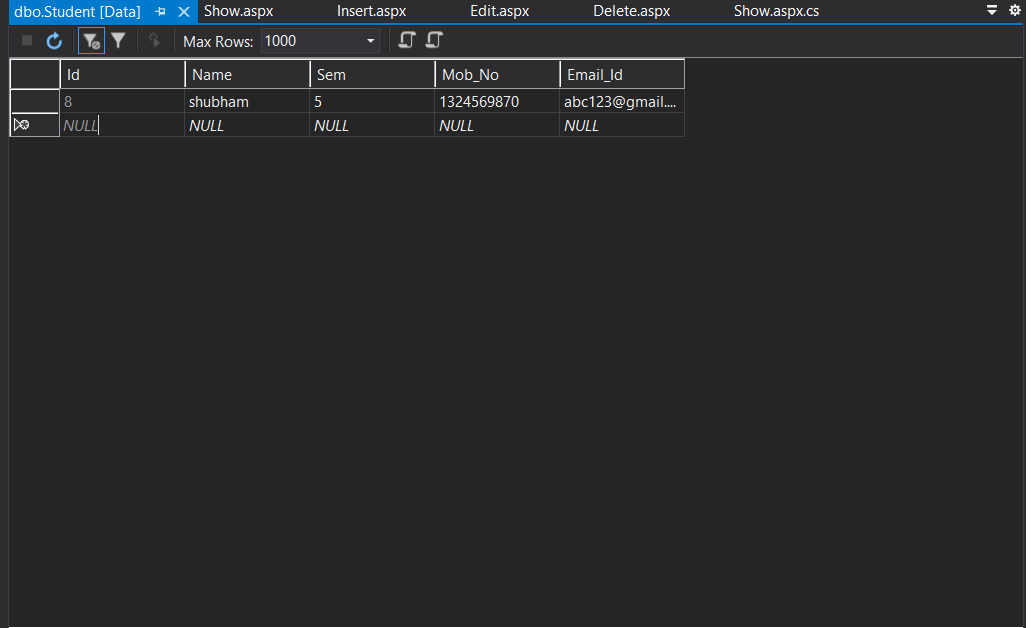 dbo.Student [Data] Show.aspx Insert.aspx Edit.aspx Delete.aspx Show.aspx.cs
Max Rows: 1000
Id Name Sem Mob_No Email_Id
8 shubham 5 1324569870 abc123@gmail....
NULL NULL NULL NULL NULL